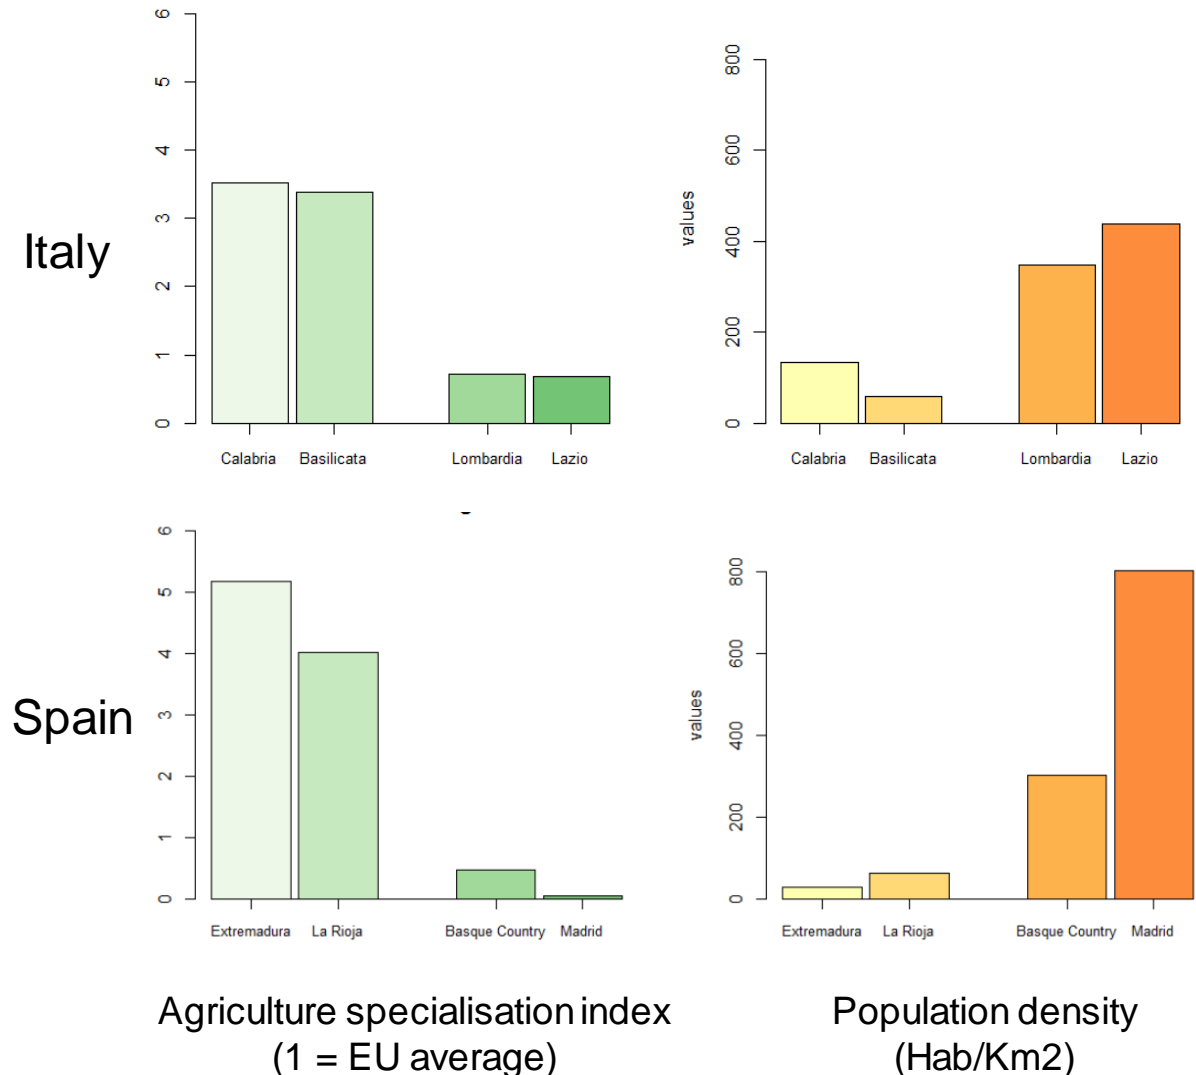 Italy
6
5
4
3
2
1
0
Calabria Basilicata Lombardia Lazio
values
800
600
400
200
0
Calabria Basilicata Lombardia Lazio
Spain
6
5
4
3
2
1
0
Extremadura La Rioja Basque Country Madrid
values
800
600
400
200
0
Extremadura La Rioja Basque Country Madrid
Agriculture specialisation index
(1 = EU average)
Population density
(Hab/Km2)